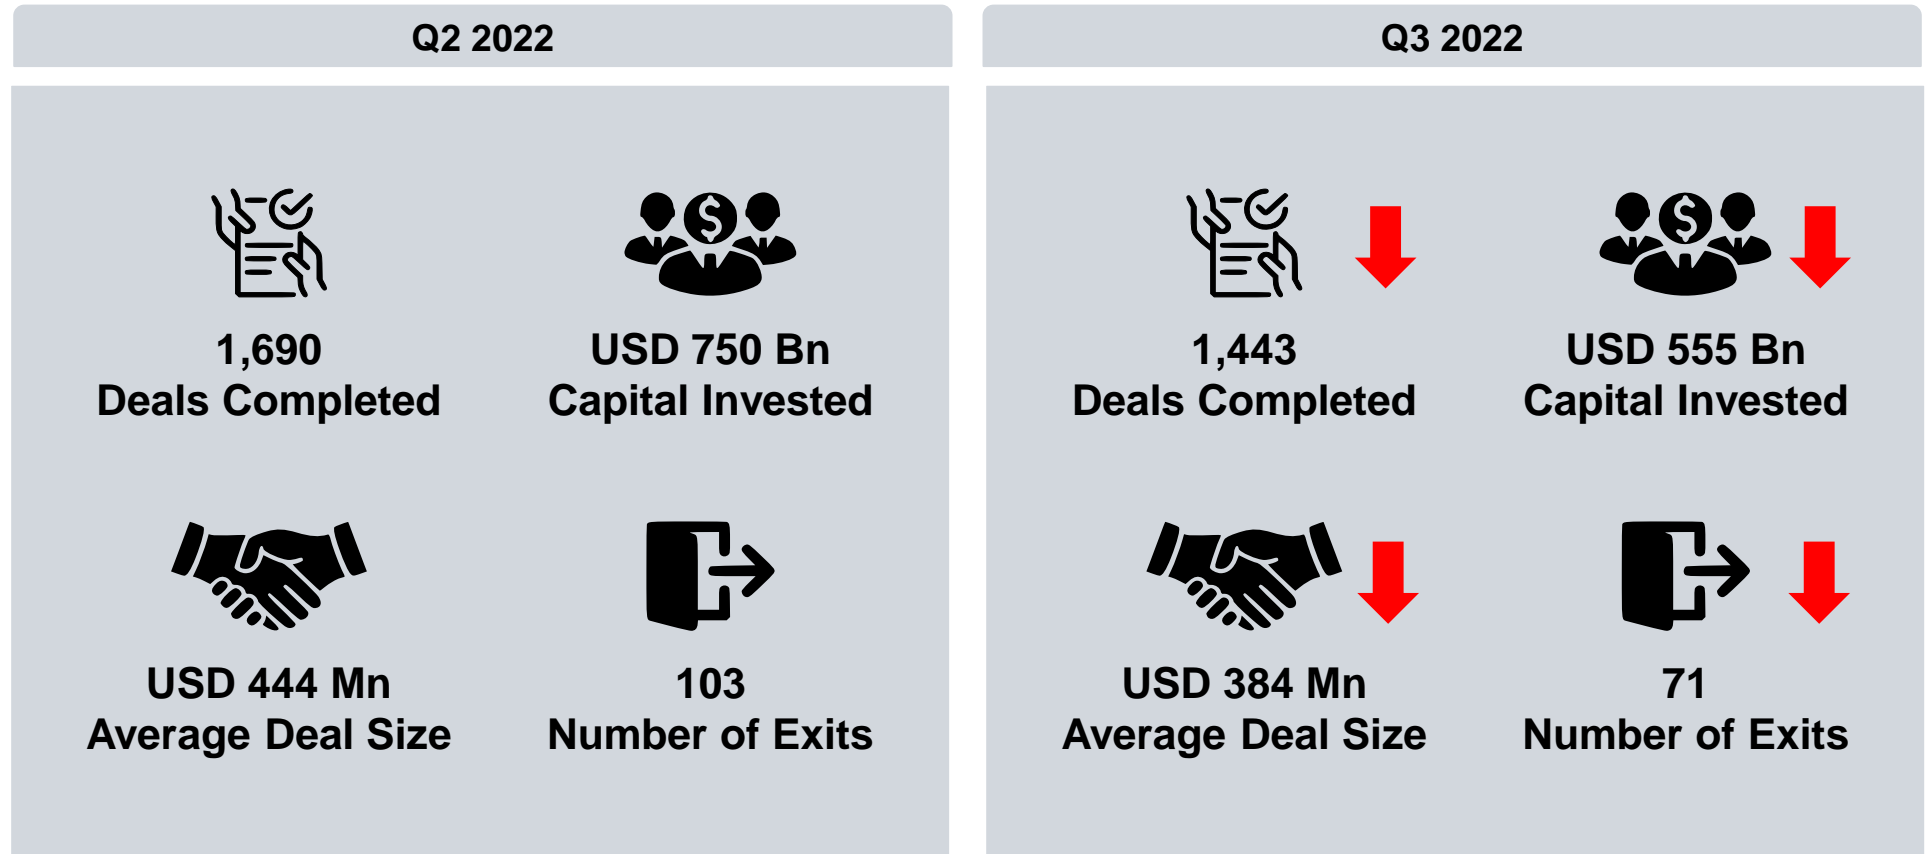 Q2 2022
1,690
Deals Completed
USD 750 Bn
Capital Invested
USD 444 Mn
Average Deal Size
103
Number of Exits
Q3 2022
1,443
Deals Completed
USD 555 Bn
Capital Invested
USD 384 Mn
Average Deal Size
71
Number of Exits